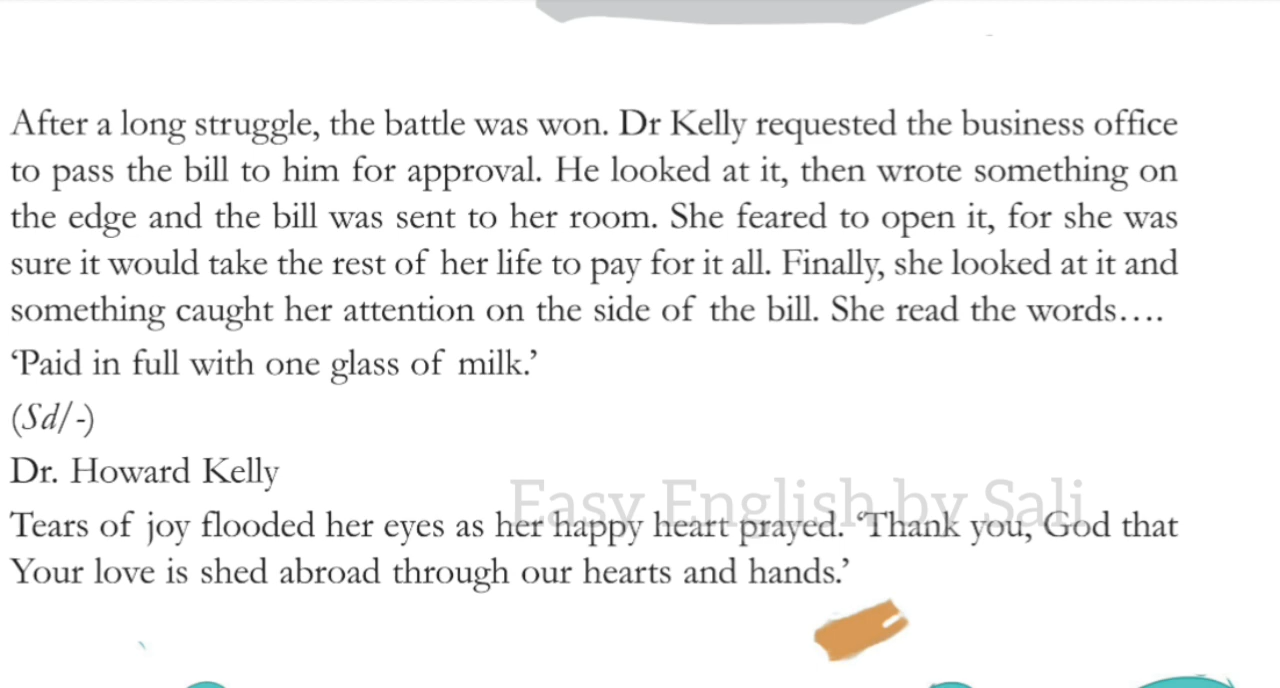 After a long struggle, the battle was won. Dr Kelly requested the business office
to pass the bill to him for approval. He looked at it, then wrote something on
the edge and the bill was sent to her room. She feared to open it, for she was
sure it would take the rest of her life to pay for it all. Finally, she looked at it and
something caught her attention on the side of the bill. She read the words….
‘Paid in full with one glass of milk.’
(Sd/-)
Dr. Howard Kelly
Easy English by Sali
Tears of joy flooded her eyes as her happy heart prayed. ‘Thank you, God that
Your love is shed abroad through our hearts and hands.’